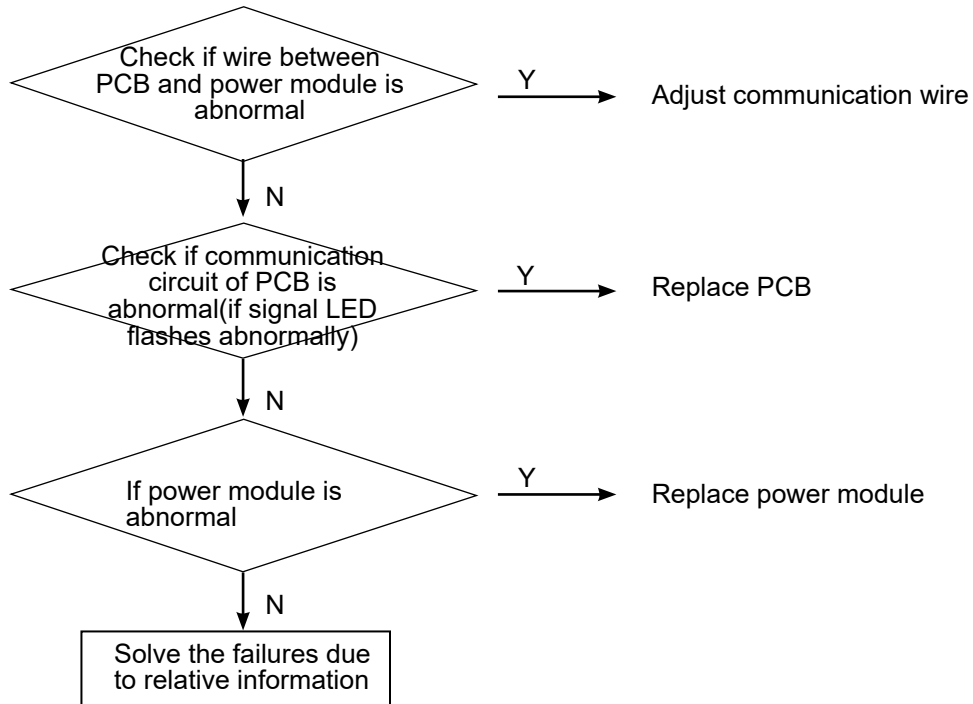 Check if wire between
PCB and power module is
abnormal
Y
Adjust communication wire
N
Check if communication
circuit of PCB is
abnormal(if signal LED
flashes abnormally)
Y
Replace PCB
N
If power module is
abnormal
Y
Replace power module
N
Solve the failures due
to relative information